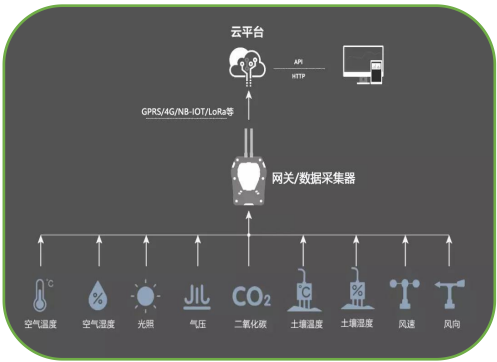 云平台
API
HTTP
GPRS/4G/NB-IOT/LoRa等
网关/数据采集器
°C
%
CO2
°C
%
空气温度
空气湿度
光照
气压
二氧化碳
土壤温度
土壤湿度
风速
风向